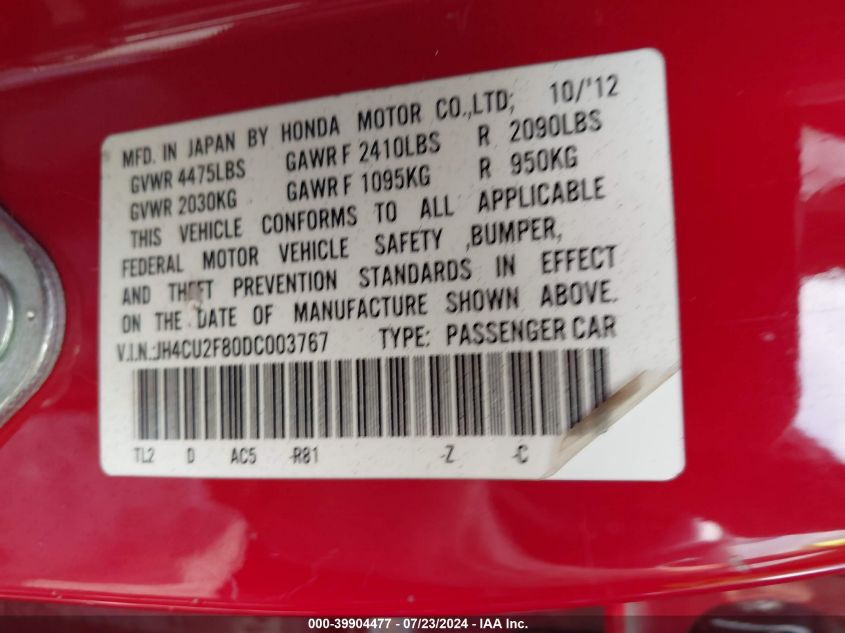 MFD. IN JAPAN BY HONDA MOTOR CO.,LTD; 10/'12
GVWR 4475LBS GAWR F 2410LBS R 2090LBS
GVWR 2030KG GAWR F 1095KG R 950KG
THIS VEHICLE CONFORMS TO ALL APPLICABLE
FEDERAL MOTOR VEHICLE SAFETY ,BUMPER,
AND THEFT PREVENTION STANDARDS IN EFFECT
ON THE DATE OF MANUFACTURE SHOWN ABOVE.
V.I.N.:JH4CU2F80DC003767 TYPE: PASSENGER CAR
TL2 D AC5 -R81 -Z -C
000-39904477 - 07/23/2024 - IAA Inc.